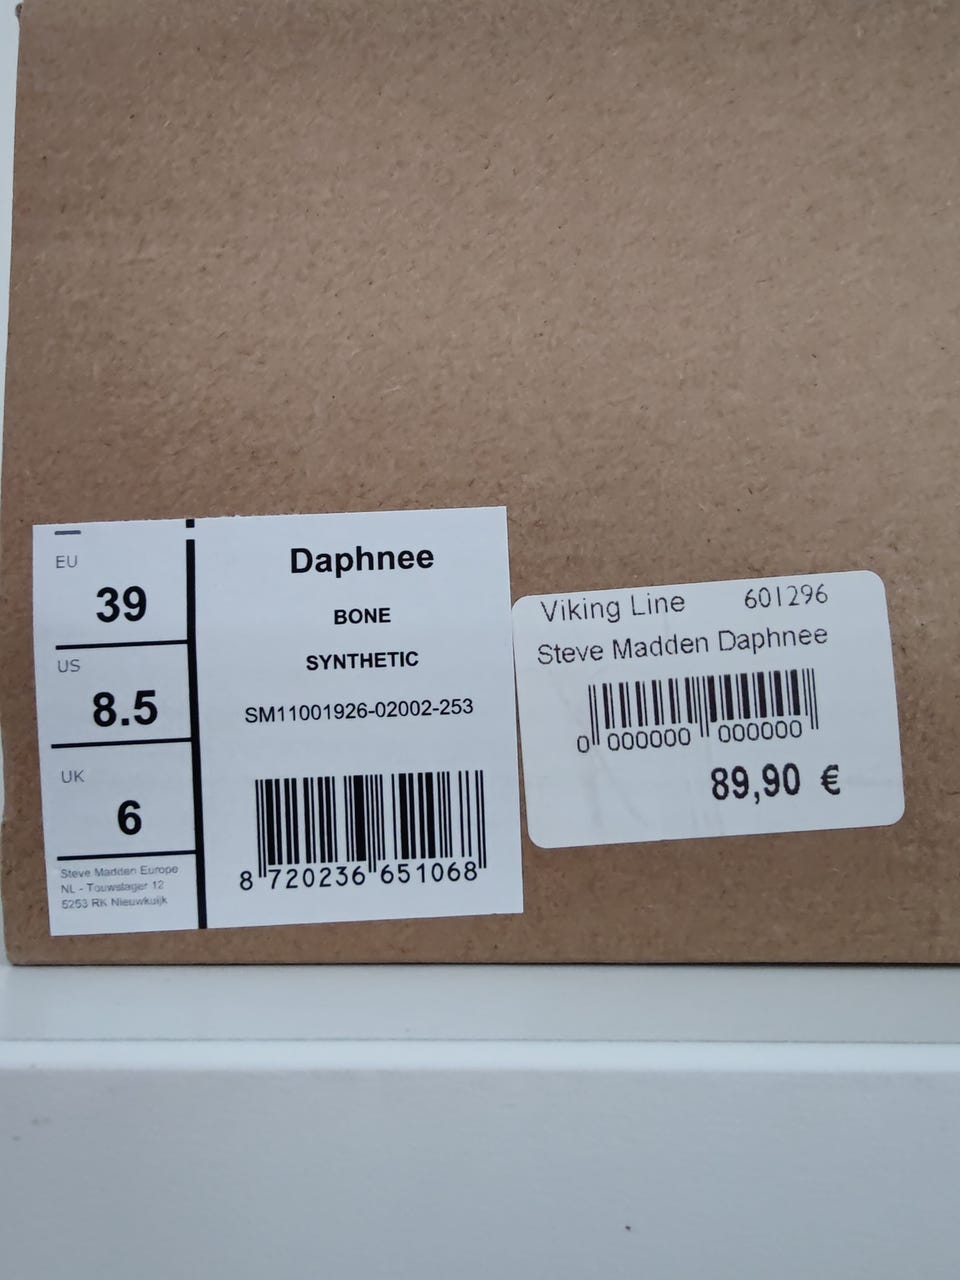 EU
39
US
8.5
UK
6
Steve Madden Europe
NL - Touwslager 12
5253 RK Nieuwkuijk
Daphnee
BONE
SYNTHETIC
SM11001926-02002-253
8 720236 651068
Viking Line 601296
Steve Madden Daphnee
0 000000 000000
89,90 €